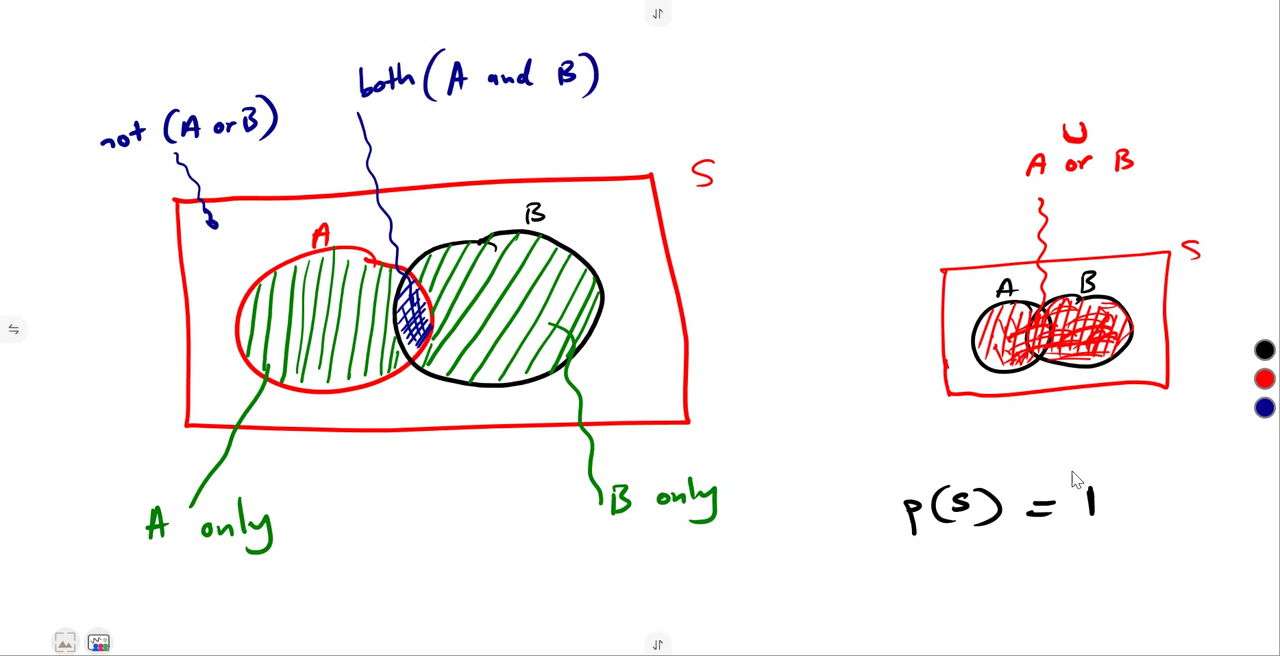 both (A and B)
not (A or B)
S
A
B
A only
B only
U
A or B
S
A
B
p(s) = 1